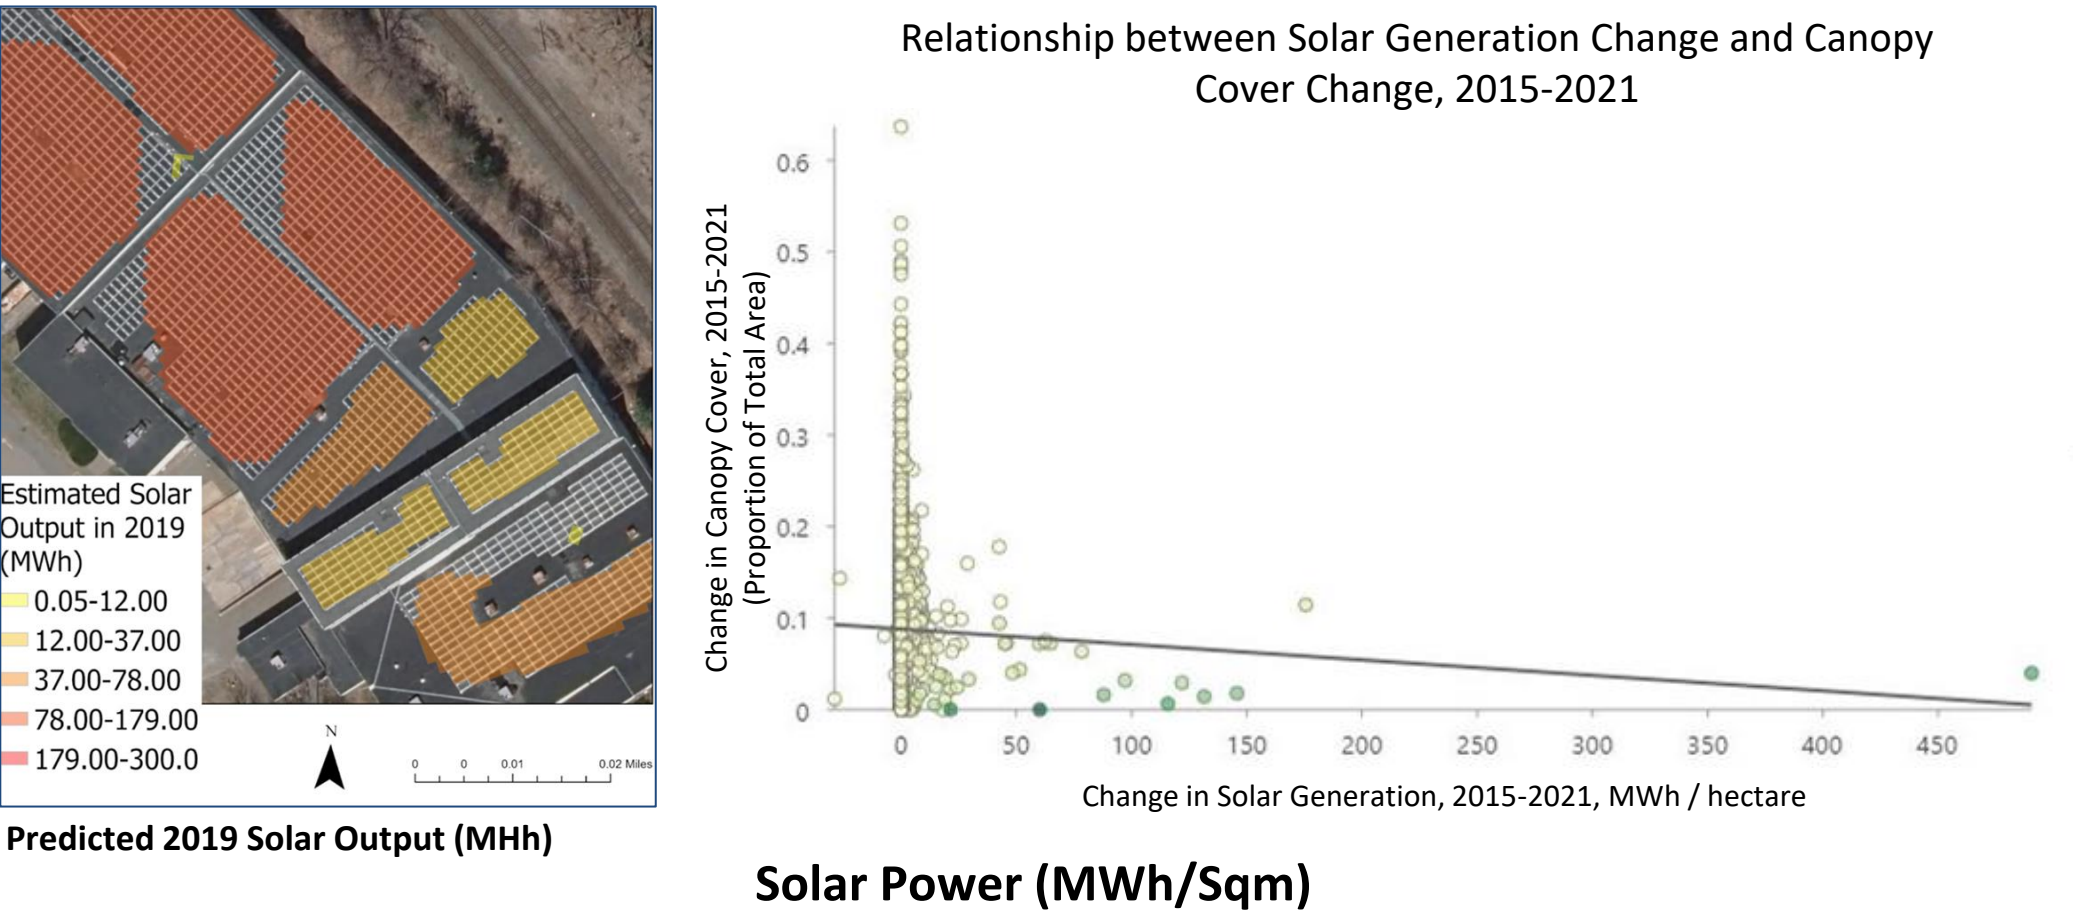 Estimated Solar
Output in 2019
(MWh)
0.05-12.00
12.00-37.00
37.00-78.00
78.00-179.00
179.00-300.0
N
0 0 0.01 0.02 Miles
Predicted 2019 Solar Output (MHh)
Relationship between Solar Generation Change and Canopy
Cover Change, 2015-2021
Change in Canopy Cover, 2015-2021
(Proportion of Total Area)
0.6
0.5
0.4
0.3
0.2
0.1
0
0 50 100 150 200 250 300 350 400 450
Change in Solar Generation, 2015-2021, MWh / hectare
Solar Power (MWh/Sqm)